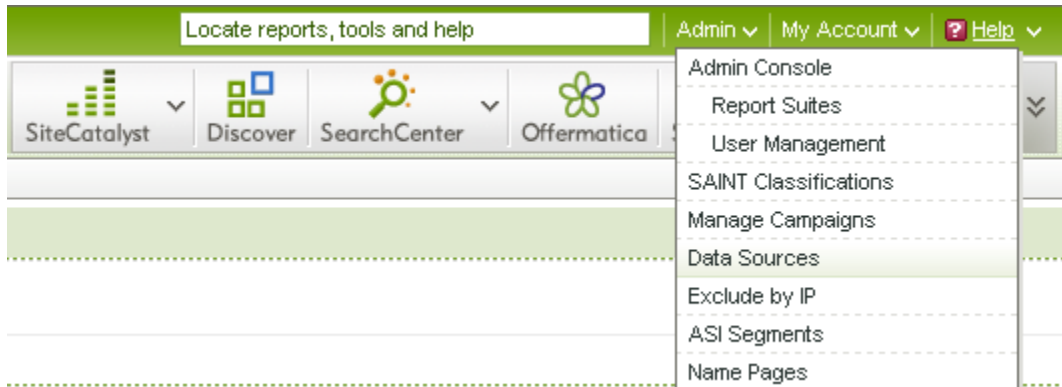 Locate reports, tools and help
Admin
My Account
? Help
SiteCatalyst
Discover
SearchCenter
Offermatica
Admin Console
Report Suites
User Management
SAINT Classifications
Manage Campaigns
Data Sources
Exclude by IP
ASI Segments
Name Pages